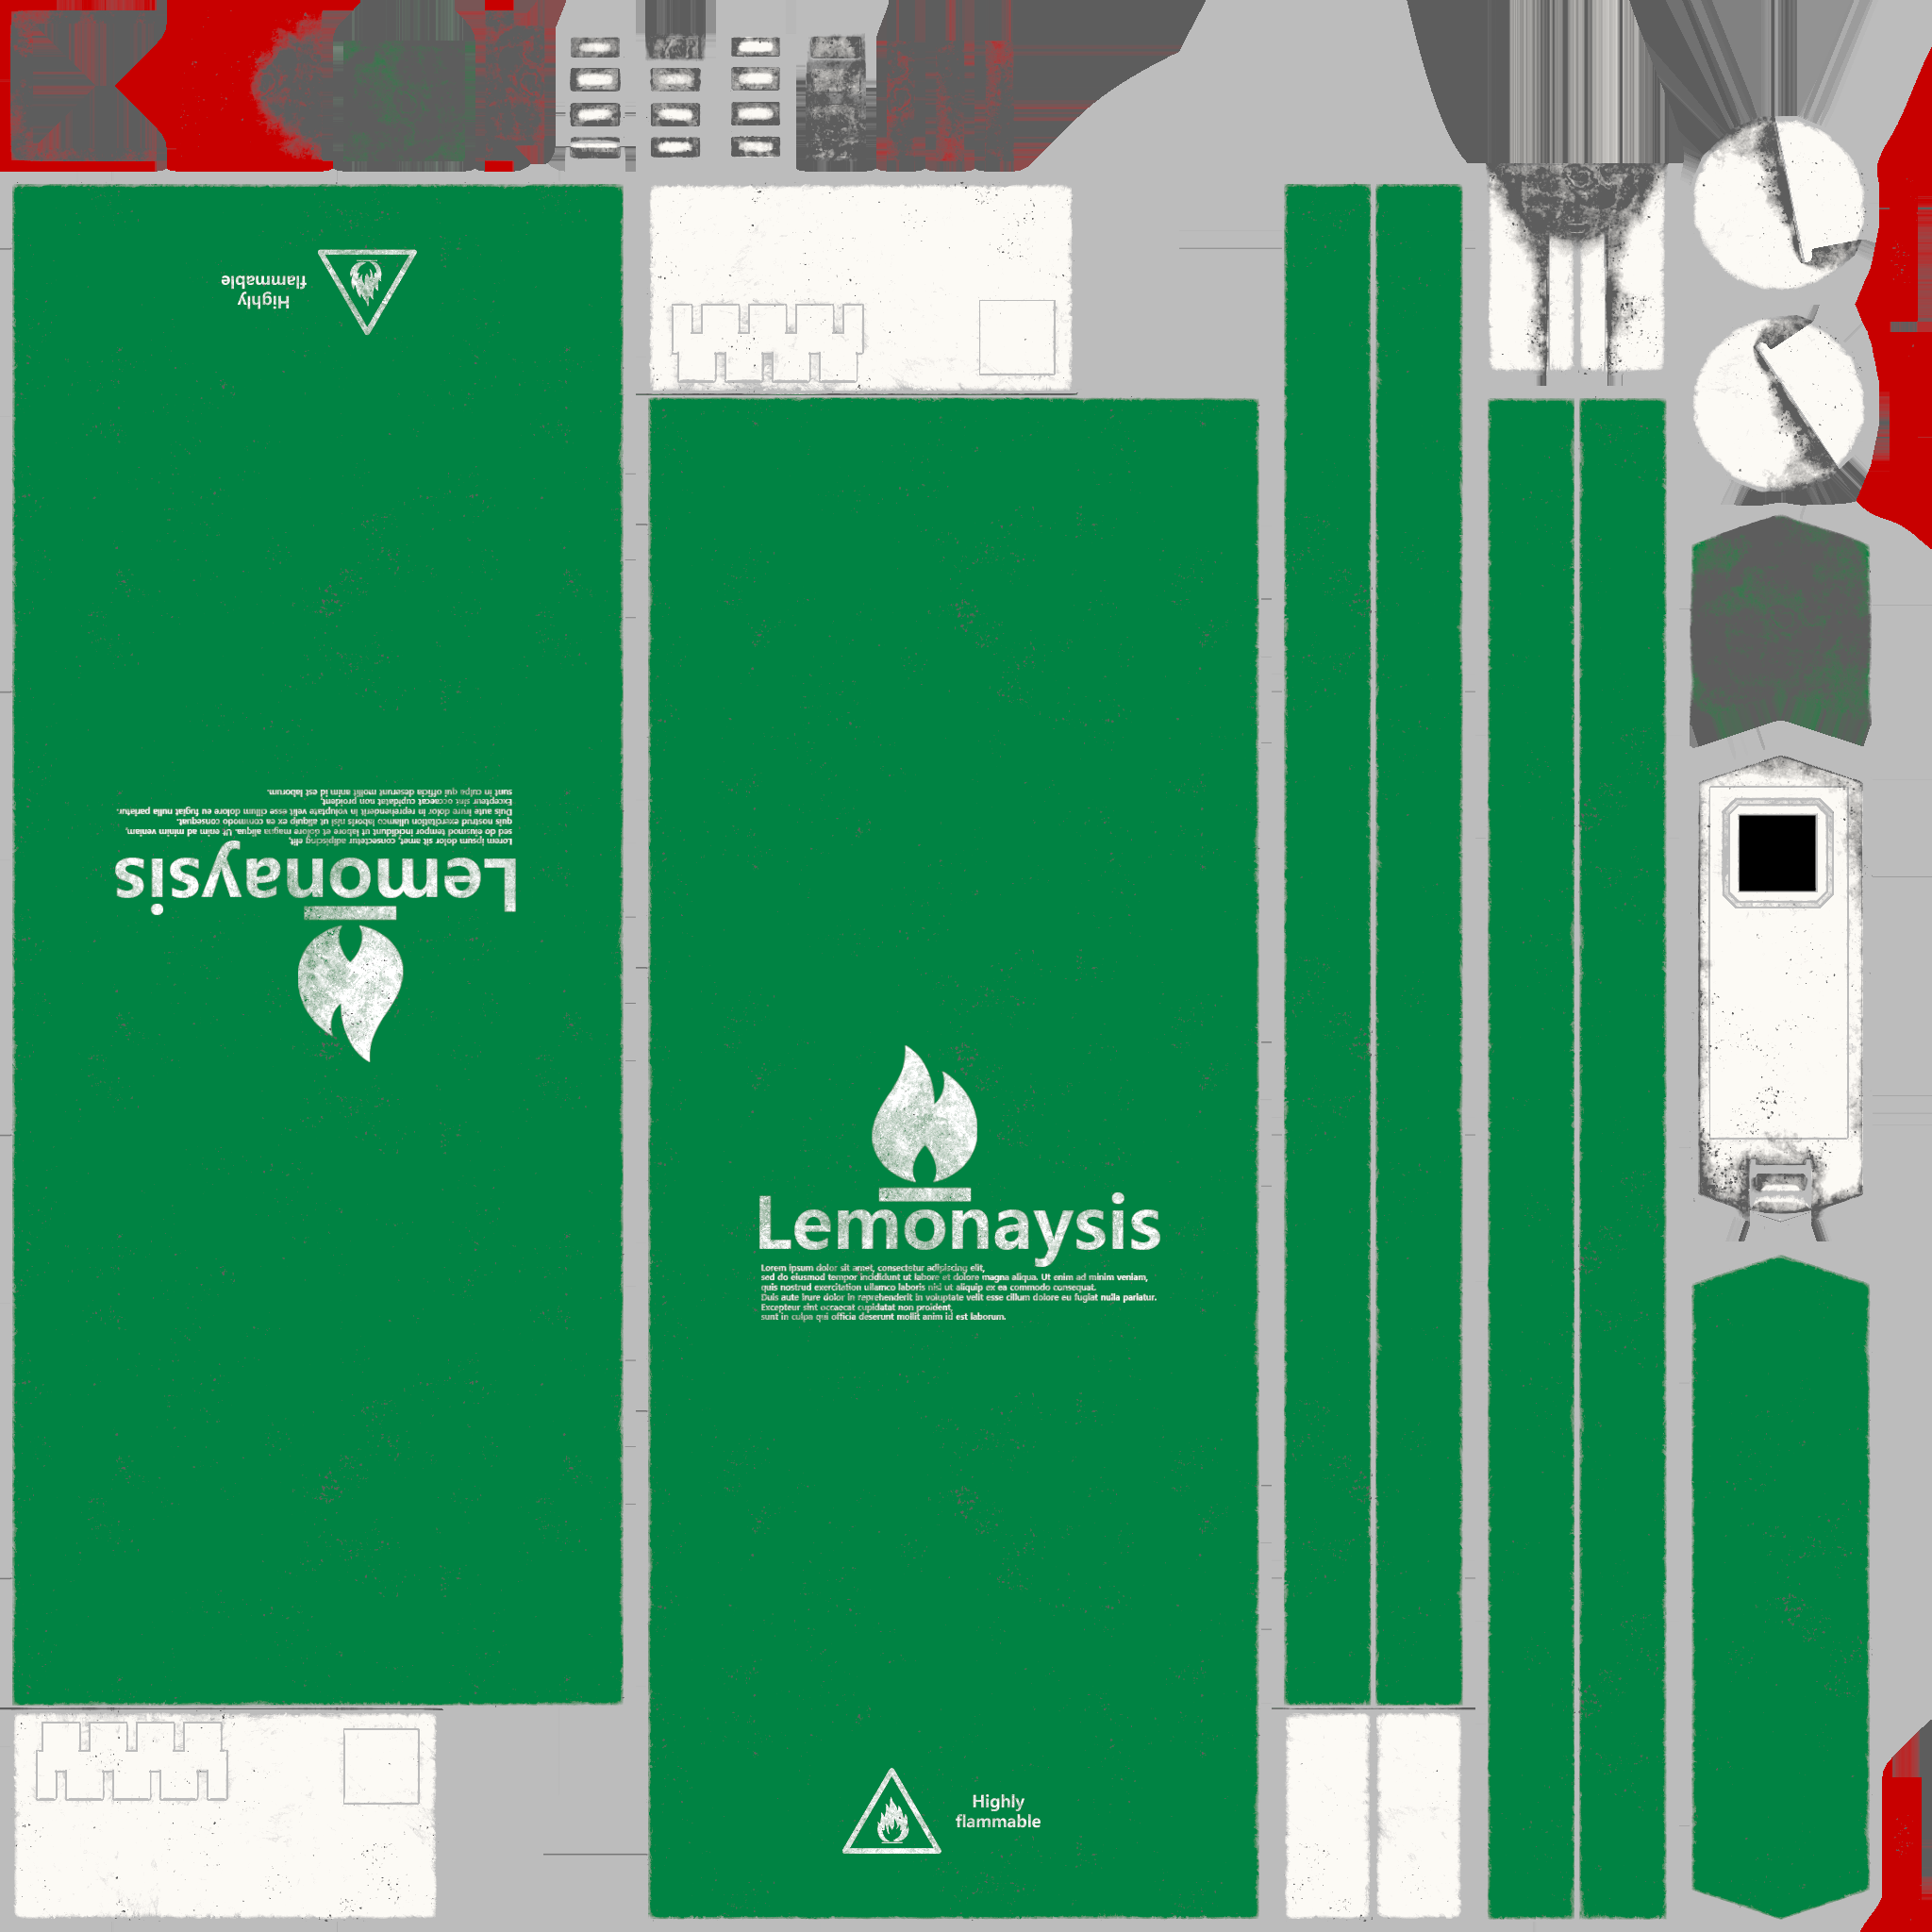 Highly
flammable
Lemonaysis
Lorem ipsum dolor sit amet, consectetur adipiscing elit,
sed do eiusmod tempor incididunt ut labore et dolore magna aliqua. Ut enim ad minim veniam,
quis nostrud exercitation ullamco laboris nisi ut aliquip ex ea commodo consequat.
Duis aute irure dolor in reprehenderit in voluptate velit esse cillum dolore eu fugiat nulla pariatur.
Excepteur sint occaecat cupidatat non proident,
sunt in culpa qui officia deserunt mollit anim id est laborum.
Lemonaysis
Lorem ipsum dolor sit amet, consectetur adipiscing elit,
sed do eiusmod tempor incididunt ut labore et dolore magna aliqua. Ut enim ad minim veniam,
quis nostrud exercitation ullamco laboris nisi ut aliquip ex ea commodo consequat.
Duis aute irure dolor in reprehenderit in voluptate velit esse cillum dolore eu fugiat nulla pariatur.
Excepteur sint occaecat cupidatat non proident,
sunt in culpa qui officia deserunt mollit anim id est laborum.
Highly
flammable